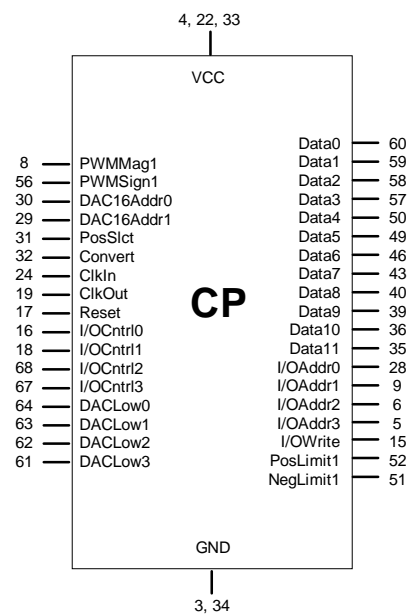 4, 22, 33
VCC
8 PWMMag1
56 PWMSign1
30 DAC16Addr0
29 DAC16Addr1
31 PosSlct
32 Convert
24 ClkIn
19 ClkOut
17 Reset
16 I/OCntrl0
18 I/OCntrl1
68 I/OCntrl2
67 I/OCntrl3
64 DACLow0
63 DACLow1
62 DACLow2
61 DACLow3
CP
Data0 60
Data1 59
Data2 58
Data3 57
Data4 50
Data5 49
Data6 46
Data7 43
Data8 40
Data9 39
Data10 36
Data11 35
I/OAddr0 28
I/OAddr1 9
I/OAddr2 6
I/OAddr3 5
I/OWrite 15
PosLimit1 52
NegLimit1 51
GND
3, 34